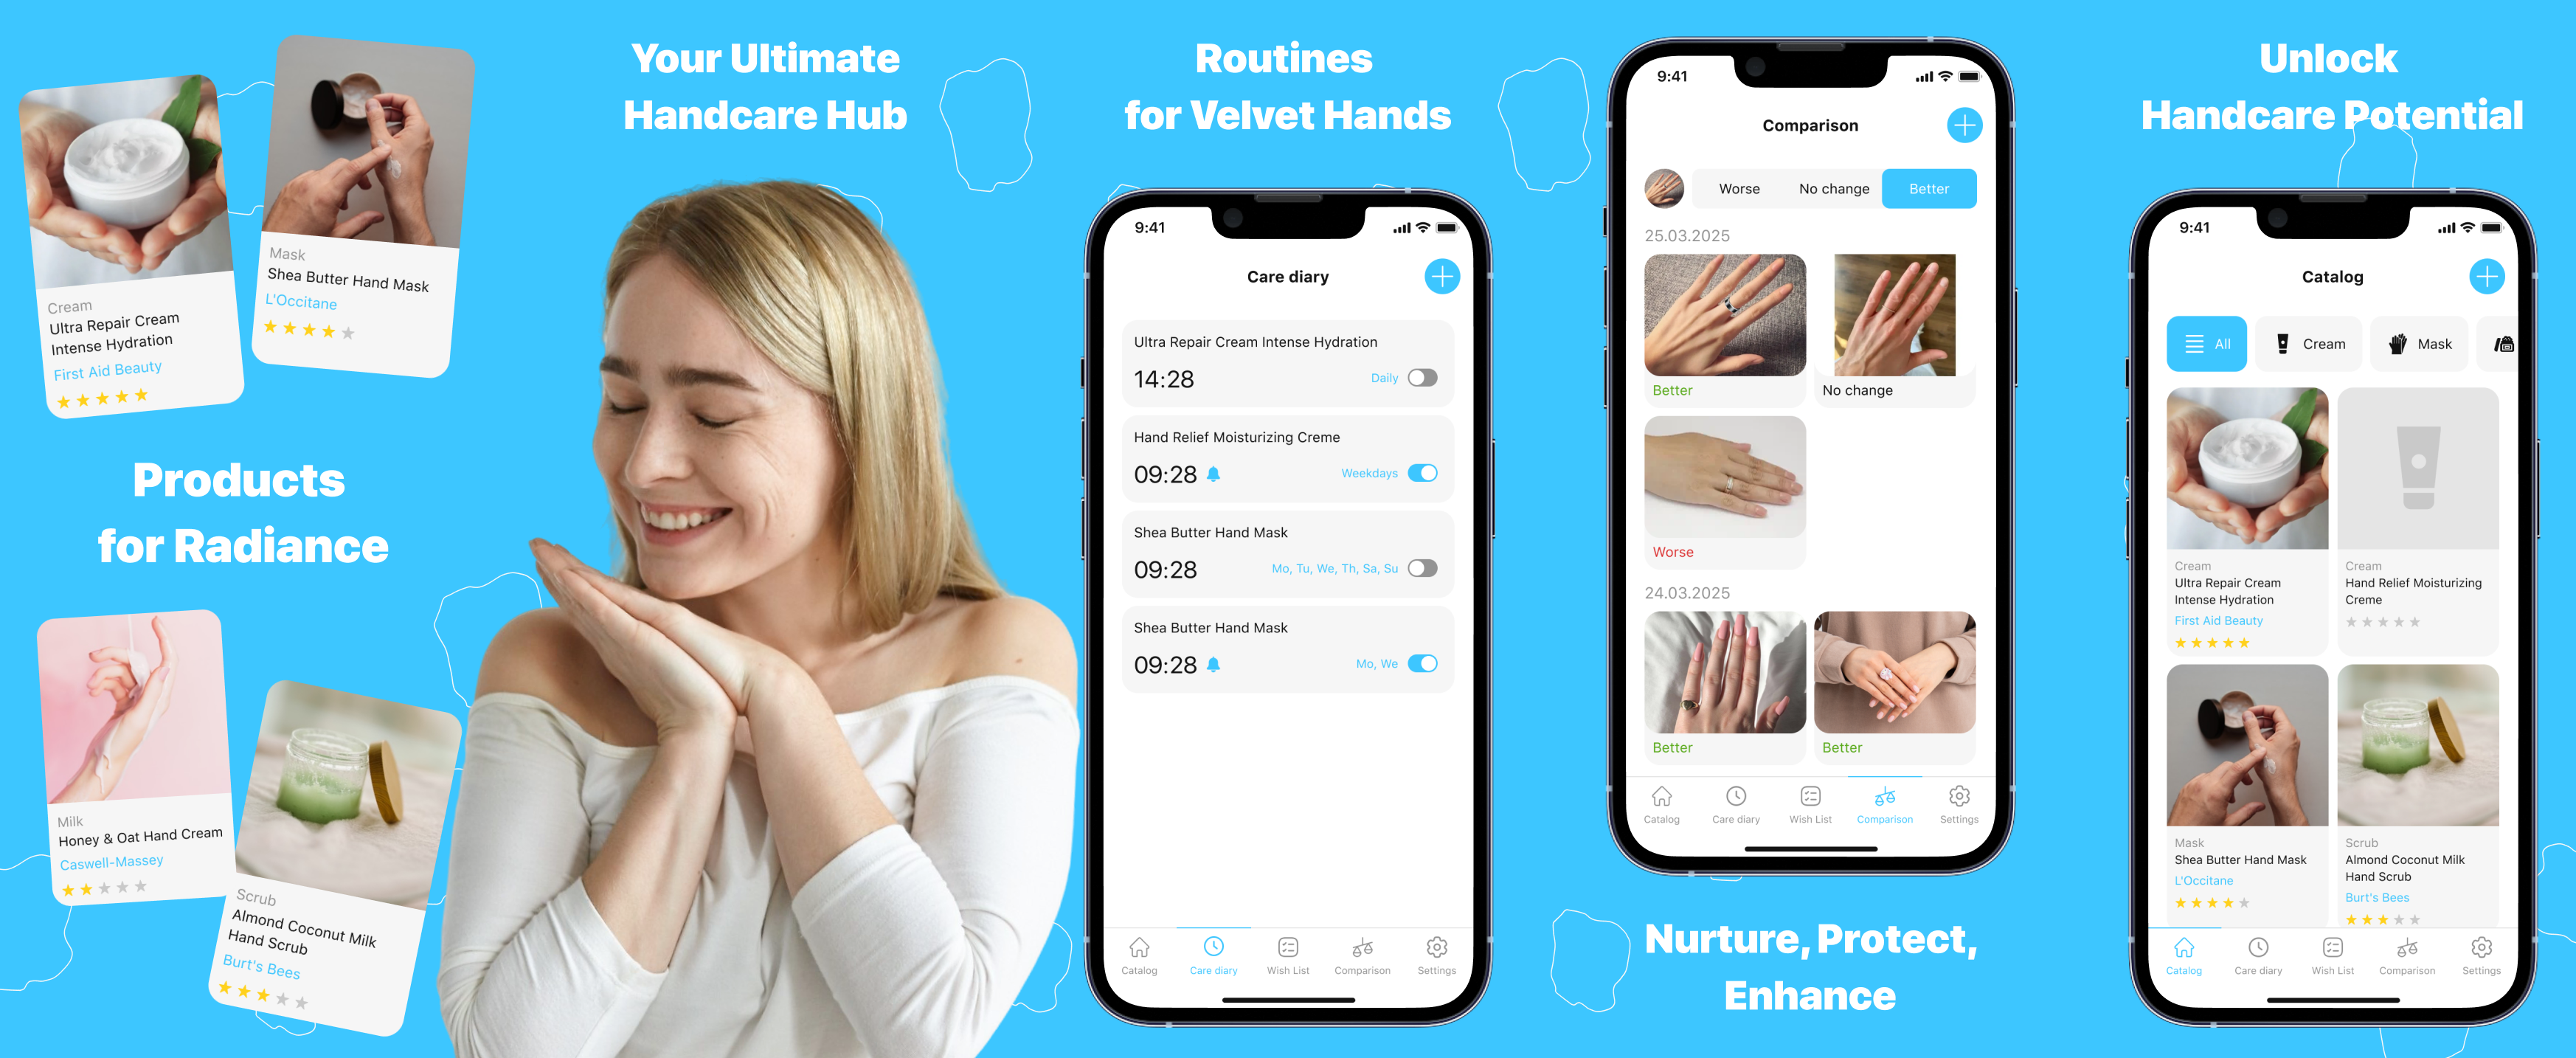 Cream
Ultra Repair Cream
Intense Hydration
First Aid Beauty
Mask
Shea Butter Hand Mask
L'Occitane
Products
for Radiance
Milk
Honey & Oat Hand Cream
Caswell-Massey
Scrub
Almond Coconut Milk
Hand Scrub
Burt's Bees
Your Ultimate
Handcare Hub
Routines
for Velvet Hands
9:41
Care diary
Ultra Repair Cream Intense Hydration
14:28
Daily
Hand Relief Moisturizing Creme
09:28
Weekdays
Shea Butter Hand Mask
09:28
Mo, Tu, We, Th, Sa, Su
Shea Butter Hand Mask
09:28
Mo, We
Catalog
Care diary
Wish List
Comparison
Settings
9:41
Comparison
Worse
No change
Better
25.03.2025
Better
No change
Worse
24.03.2025
Better
Better
Catalog
Care diary
Wish List
Comparison
Settings
Nurture, Protect,
Enhance
Unlock
Handcare Potential
9:41
Catalog
All
Cream
Mask
Cream
Ultra Repair Cream
Intense Hydration
First Aid Beauty
Cream
Hand Relief Moisturizing
Creme
Mask
Shea Butter Hand Mask
L'Occitane
Scrub
Almond Coconut Milk
Hand Scrub
Burt's Bees
Catalog
Care diary
Wish List
Comparison
Settings